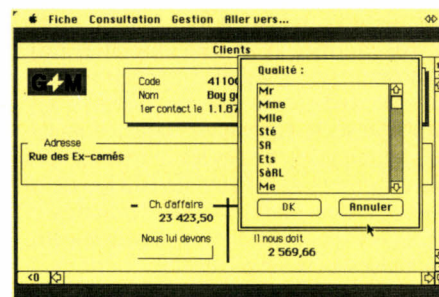 Fiche Consultation Gestion Aller vers...
Clients
G M
Code 41100
Nom Boy g
1er contact le 1.1.87
Adresse
Rue des Ex-camés
Ch. d'affaire
23 423,50
Nous lui devons
Il nous doit
2 569,66
<0
Qualité :
Mr
Mme
Mlle
Sté
SA
Ets
SàRL
Me
OK
Annuler